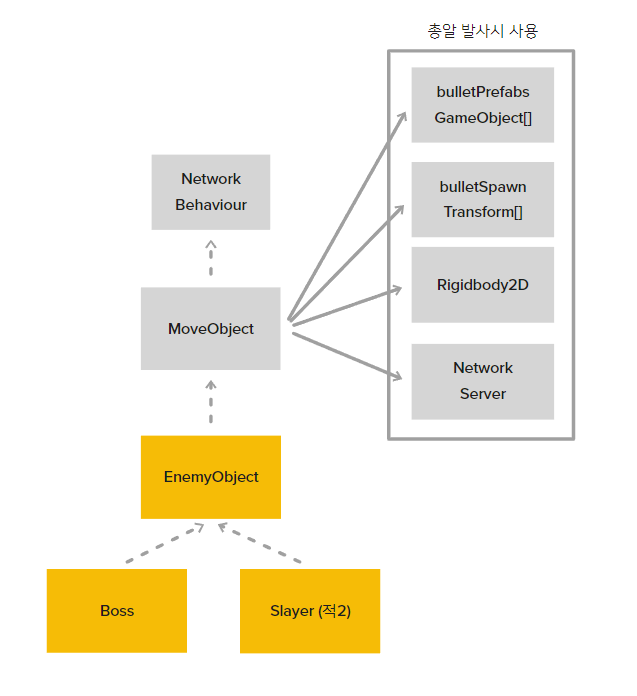 총알 발사시 사용
bulletPrefabs
GameObject[]
Network
Behaviour
bulletSpawn
Transform[]
Rigidbody2D
MoveObject
Network
Server
EnemyObject
Boss
Slayer (적2)